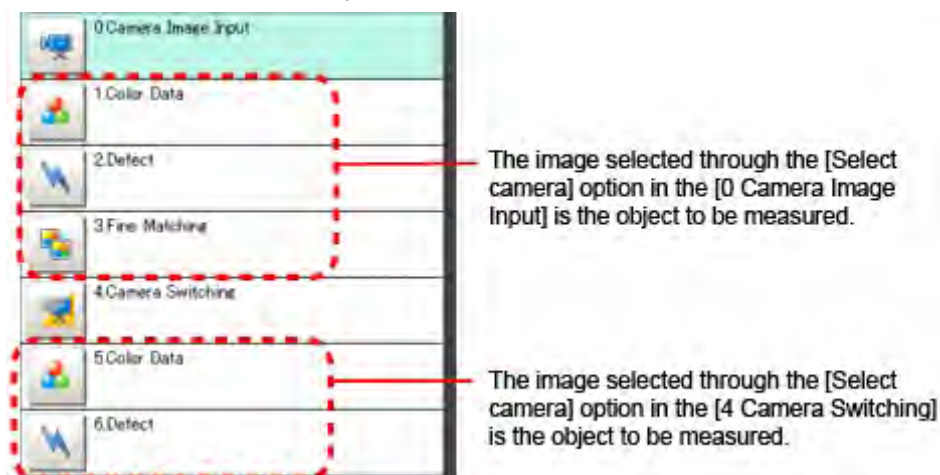 0.Camera Image Input
1.Color Data
2.Defect
The image selected through the [Select
camera] option in the [0 Camera Image
Input] is the object to be measured.
3.Fine Matching
4.Camera Switching
5.Color Data
The image selected through the [Select
camera] option in the [4 Camera Switching]
is the object to be measured.
6.Defect